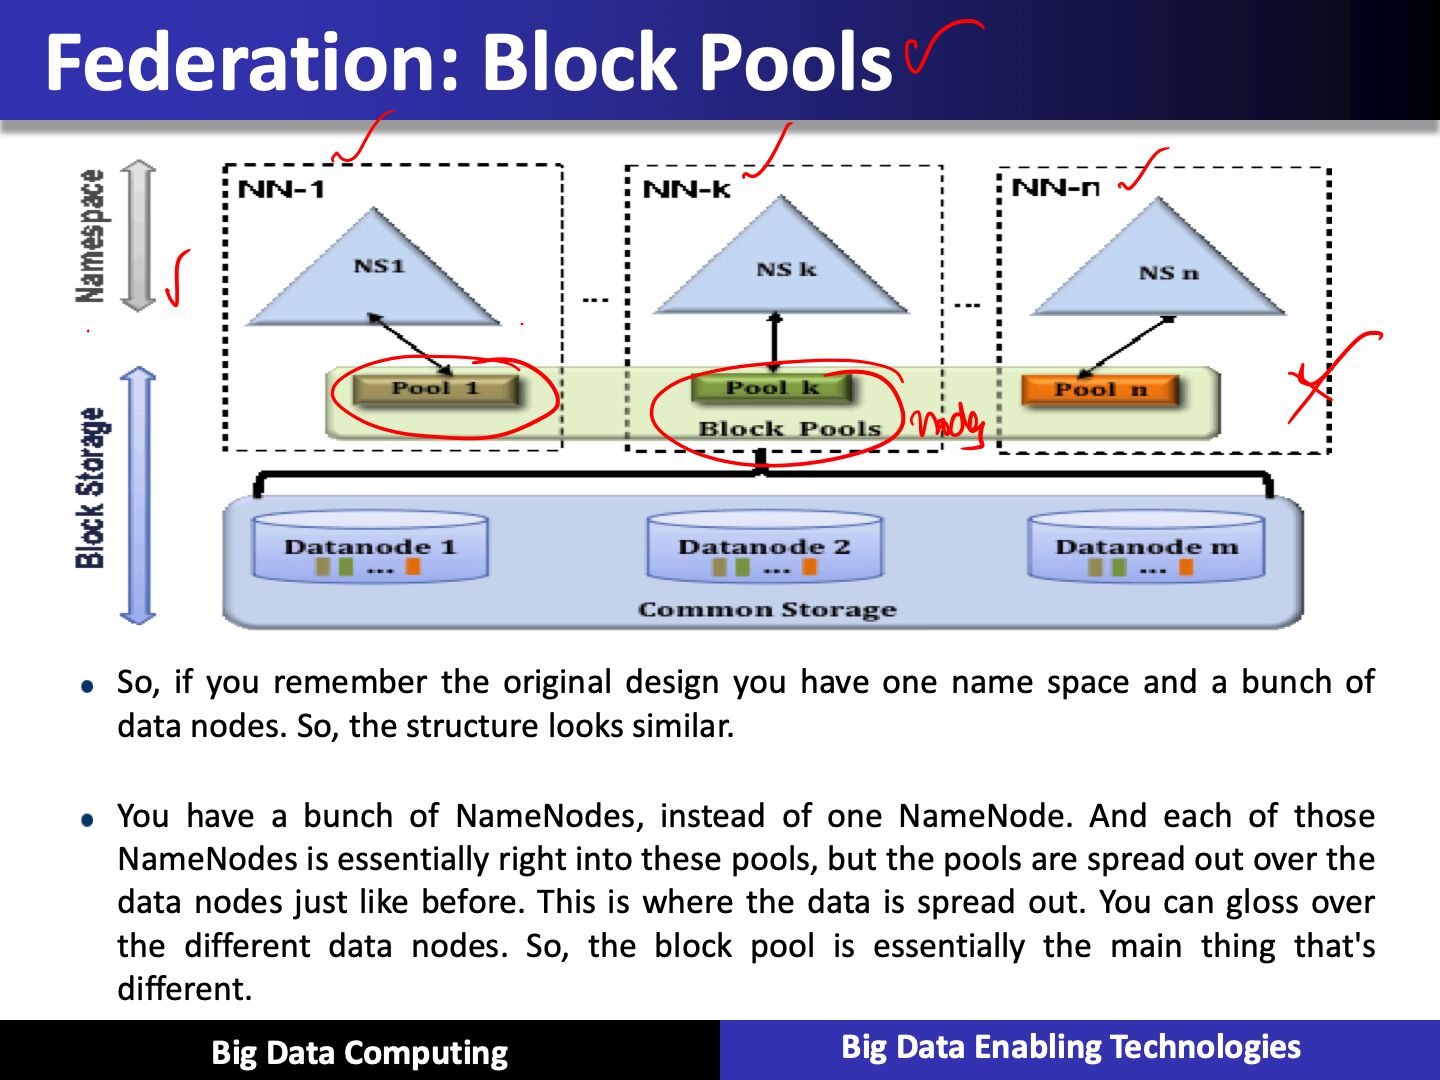 Federation: Block Pools
Namespace
NN-1
NN-k
NN-n
NS1
NS k
NS n
...
...
Pool 1
Pool k
Pool n
Block Pools
Block Storage
Datanode 1
...
Datanode 2
...
Datanode m
...
Common Storage
So, if you remember the original design you have one name space and a bunch of
data nodes. So, the structure looks similar.
You have a bunch of NameNodes, instead of one NameNode. And each of those
NameNodes is essentially right into these pools, but the pools are spread out over the
data nodes just like before. This is where the data is spread out. You can gloss over
the different data nodes. So, the block pool is essentially the main thing that's
different.
Big Data Computing
Big Data Enabling Technologies